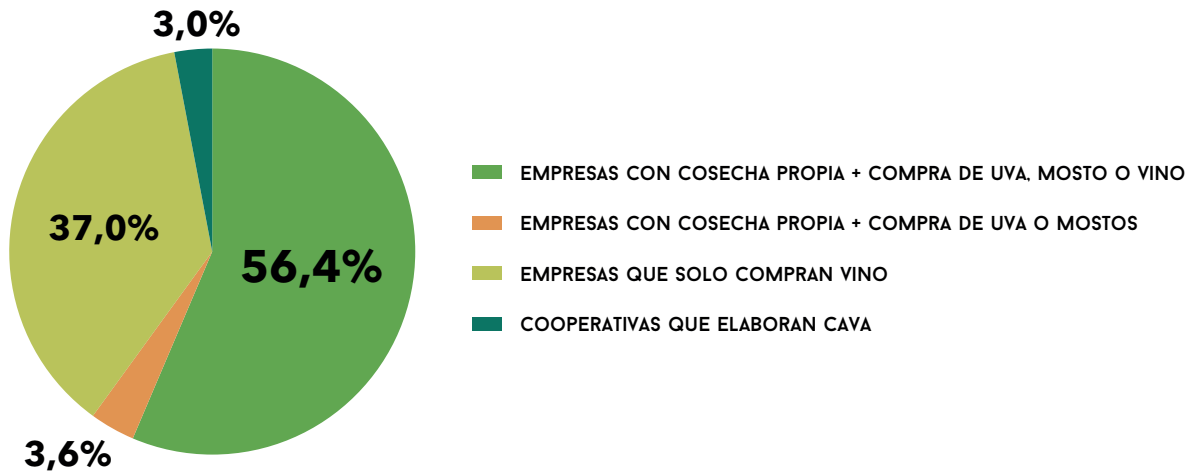 3,0%
37,0%
56,4%
3,6%
EMPRESAS CON COSECHA PROPIA + COMPRA DE UVA, MOSTO O VINO
EMPRESAS CON COSECHA PROPIA + COMPRA DE UVA O MOSTOS
EMPRESAS QUE SOLO COMPRAN VINO
COOPERATIVAS QUE ELABORAN CAVA